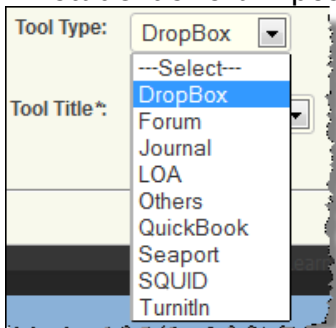 Tool Type: DropBox
---Select---
DropBox
Tool Title*:
Forum
Journal
LOA
Others
QuickBook
Seaport
SQUID
TurnitIn